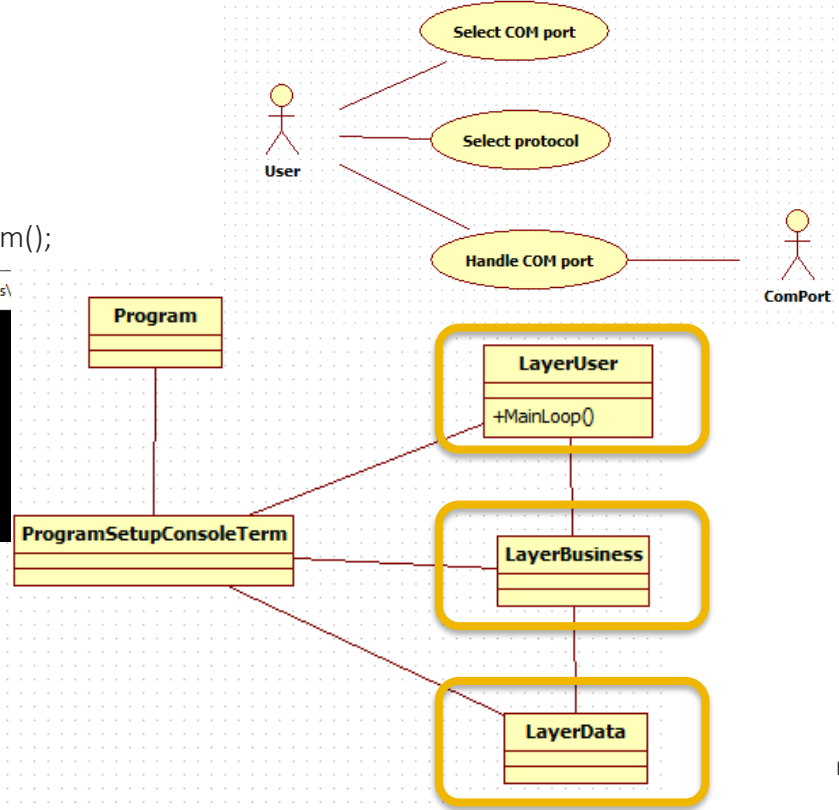 Select COM port
Select protocol
User
m();
Handle COM port
s\
ComPort
Program
LayerUser
+MainLoop()
ProgramSetupConsoleTerm
LayerBusiness
LayerData